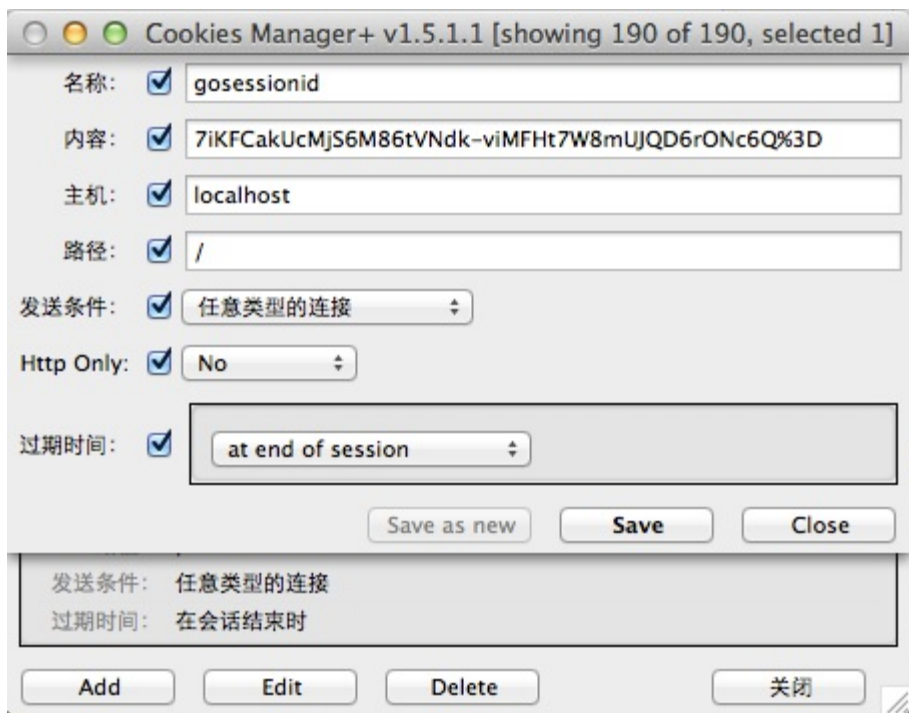 Cookies Manager+ v1.5.1.1 [showing 190 of 190, selected 1]
名称： gosessionid
内容： 7iKFCakUcMjS6M86tVNdk-viMFHt7W8mUJQD6rONc6Q%3D
主机： localhost
路径： /
发送条件： 任意类型的连接
Http Only: No
过期时间： at end of session
Save as new Save Close
发送条件： 任意类型的连接
过期时间： 在会话结束时
Add Edit Delete 关闭